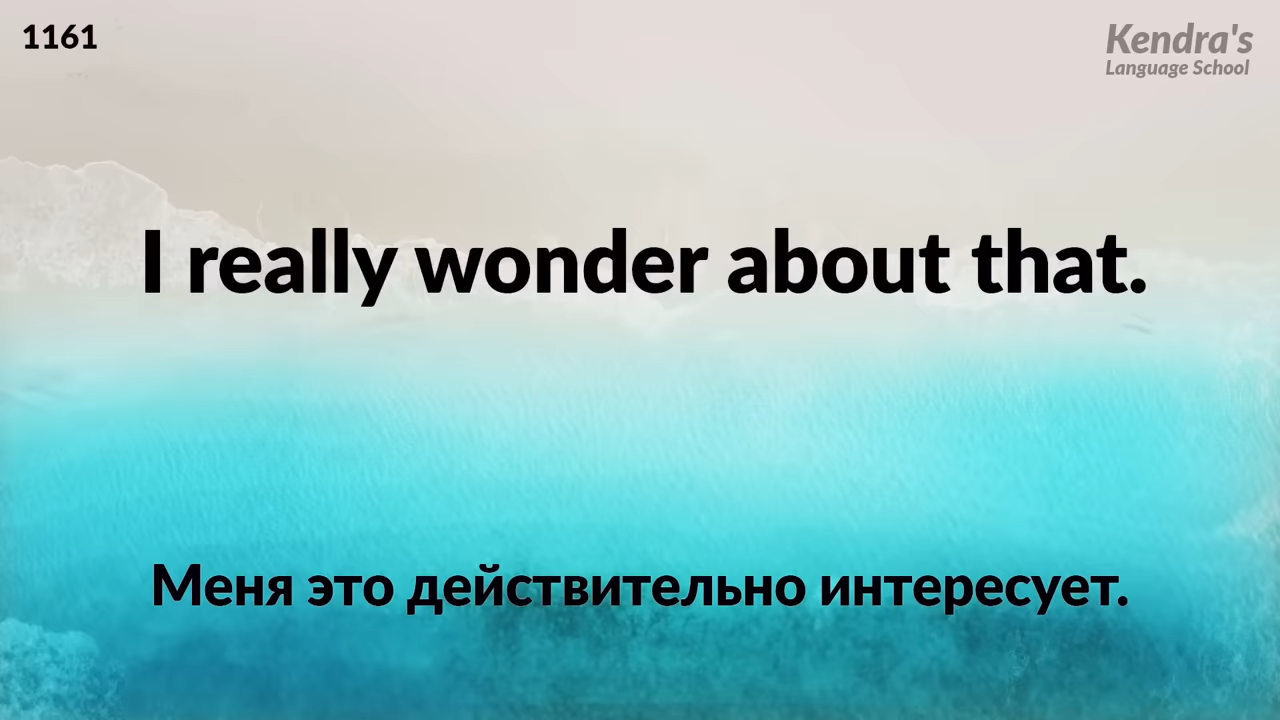 1161
Kendra's
Language School
I really wonder about that.
Меня это действительно интересует.